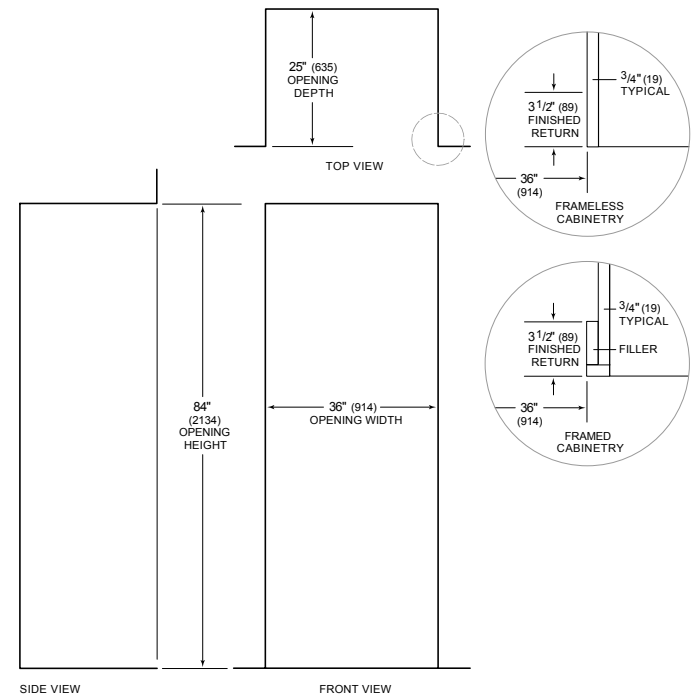 25" (635)
OPENING
DEPTH
TOP VIEW
3/4" (19)
TYPICAL
3 1/2" (89)
FINISHED
RETURN
36"
(914)
FRAMELESS
CABINETRY
3/4" (19)
TYPICAL
3 1/2" (89)
FINISHED
RETURN
FILLER
36"
(914)
FRAMED
CABINETRY
84"
(2134)
OPENING
HEIGHT
36" (914)
OPENING WIDTH
SIDE VIEW
FRONT VIEW